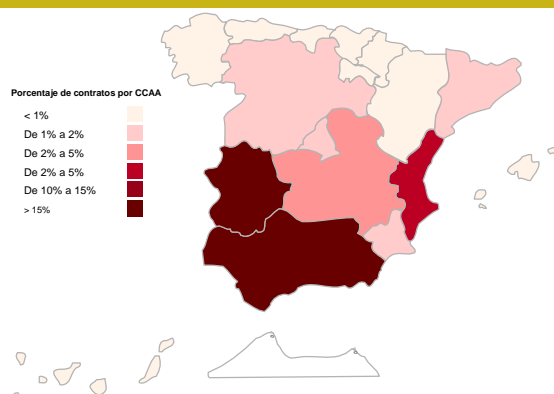 Porcentaje de contratos por CCAA
< 1%
De 1% a 2%
De 2% a 5%
De 2% a 5%
De 10% a 15%
> 15%